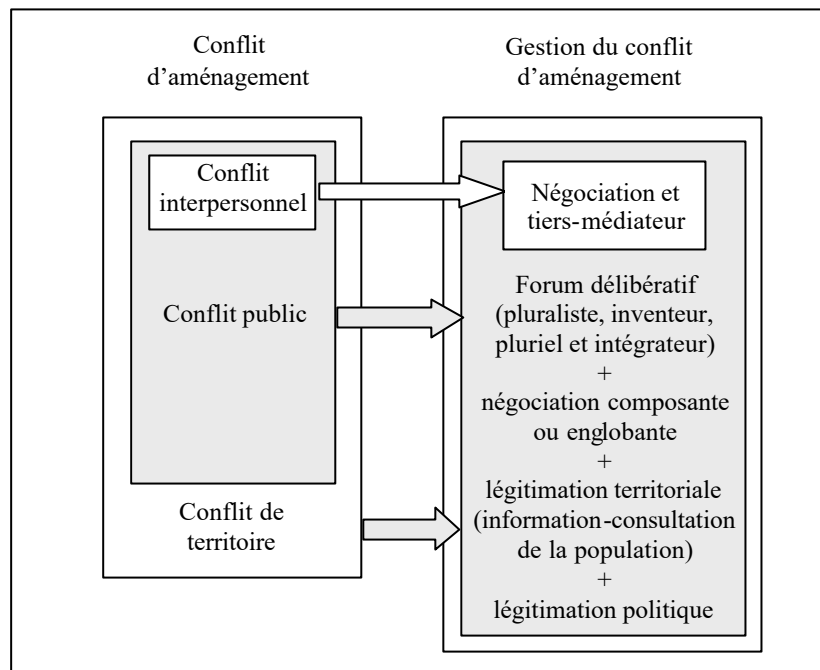 Conflit
d'aménagement
Gestion du conflit
d'aménagement
Conflit
interpersonnel
Négociation et
tiers-médiateur
Conflit public
Forum délibératif
(pluraliste, inventeur,
pluriel et intégrateur)
+
négociation composante
ou englobante
+
légitimation territoriale
(information-consultation
de la population)
+
légitimation politique
Conflit de
territoire